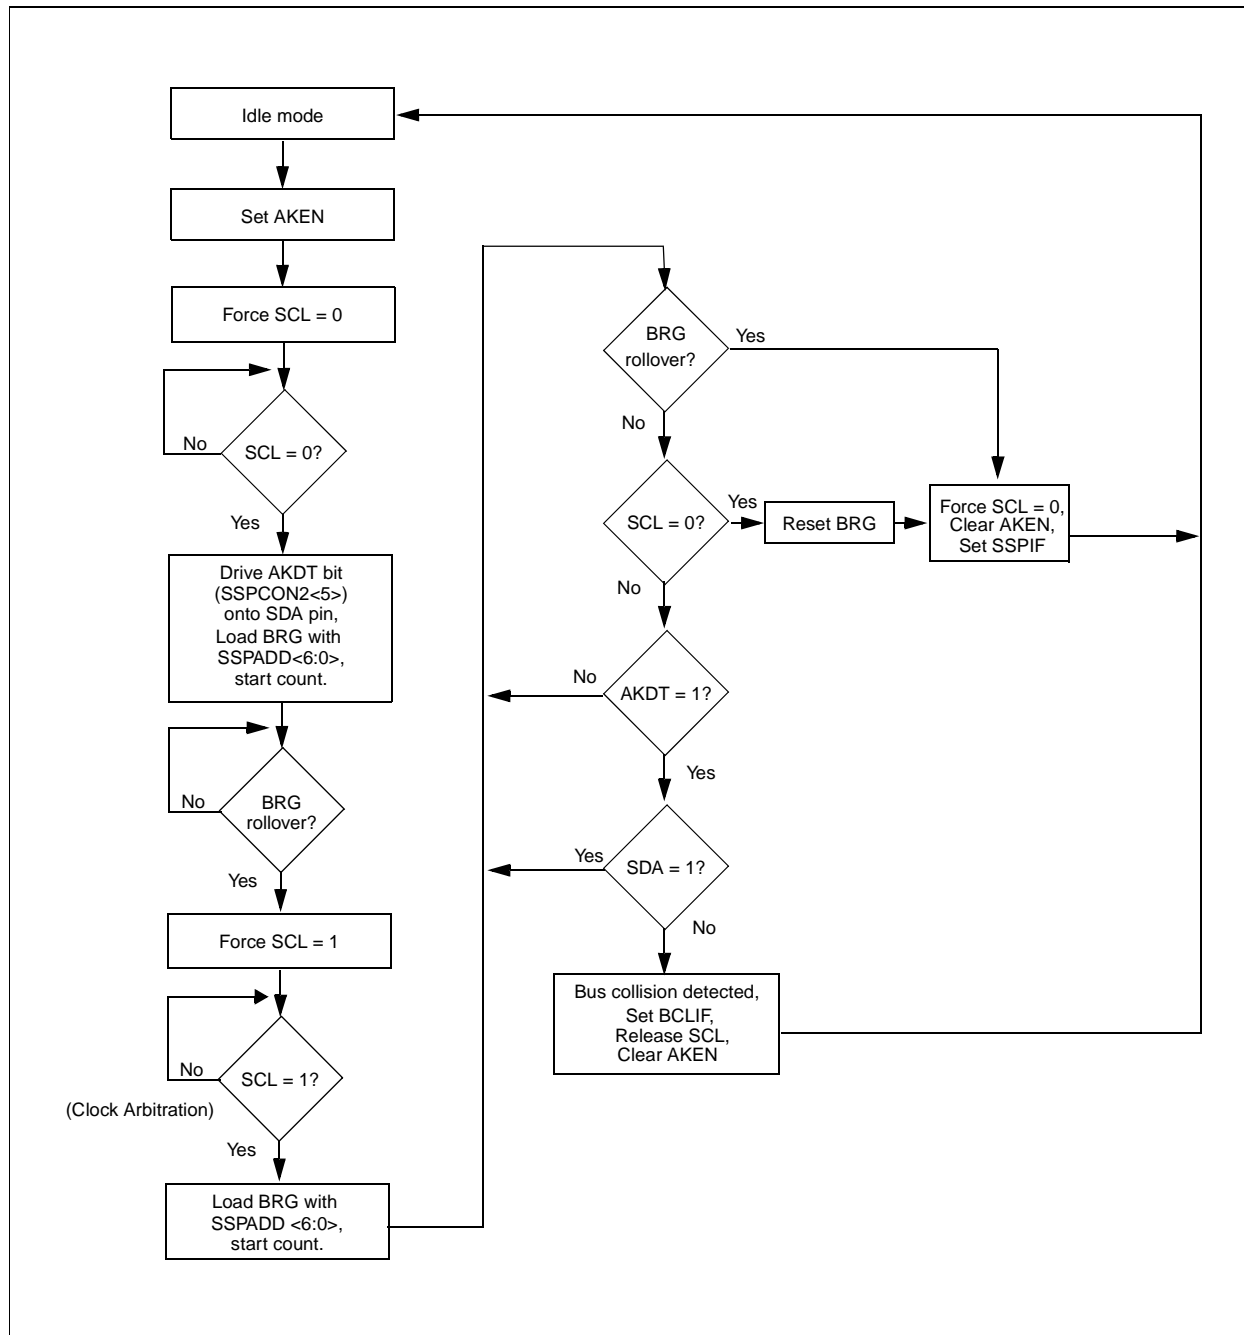 Idle mode
Set AKEN
Force SCL = 0
No
SCL = 0?
Yes
Drive AKDT bit
(SSPCON2<5>)
onto SDA pin,
Load BRG with
SSPADD<6:0>,
start count.
No
BRG
rollover?
Yes
Force SCL = 1
No
SCL = 1?
(Clock Arbitration)
Yes
Load BRG with
SSPADD <6:0>,
start count.
BRG
rollover?
Yes
No
SCL = 0?
Yes
Reset BRG
Force SCL = 0,
Clear AKEN,
Set SSPIF
No
No
AKDT = 1?
Yes
Yes
SDA = 1?
No
Bus collision detected,
Set BCLIF,
Release SCL,
Clear AKEN